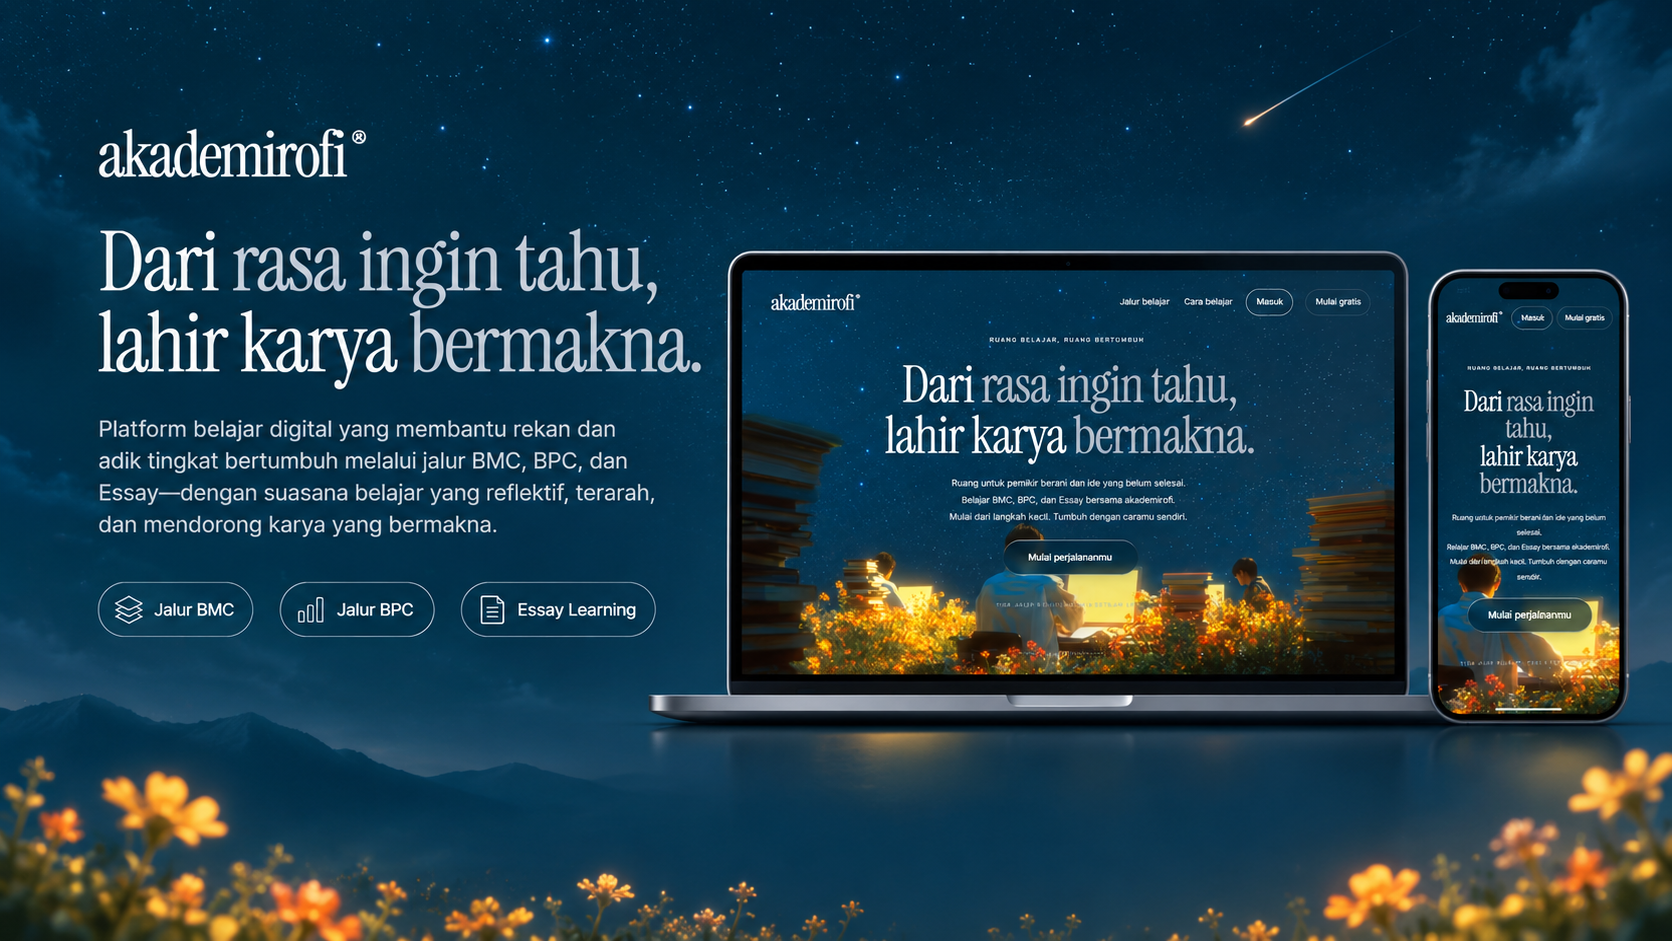 akademirofi®
Dari rasa ingin tahu,
lahir karya bermakna.
Platform belajar digital yang membantu rekan dan
adik tingkat bertumbuh melalui jalur BMC, BPC, dan
Essay—dengan suasana belajar yang reflektif, terarah,
dan mendorong karya yang bermakna.
Jalur BMC
Jalur BPC
Essay Learning
akademirofi®
Jalur belajar
Cara belajar
Masuk
Mulai gratis
RUANG BELAJAR, RUANG BERTUMBUH
Dari rasa ingin tahu,
lahir karya bermakna.
Ruang untuk pemikir berani dan ide yang belum selesai.
Belajar BMC, BPC, dan Essay bersama akademirofi.
Mulai dari langkah kecil. Tumbuh dengan caramu sendiri.
Mulai perjalananmu
akademirofi®
Masuk
Mulai gratis
RUANG BELAJAR, RUANG BERTUMBUH
Dari rasa ingin
tahu,
lahir karya
bermakna.
Ruang untuk pemikir berani dan ide yang belum
selesai.
Belajar BMC, BPC, dan Essay bersama akademirofi.
Mulai dari langkah kecil. Tumbuh dengan caramu
sendiri.
Mulai perjalananmu